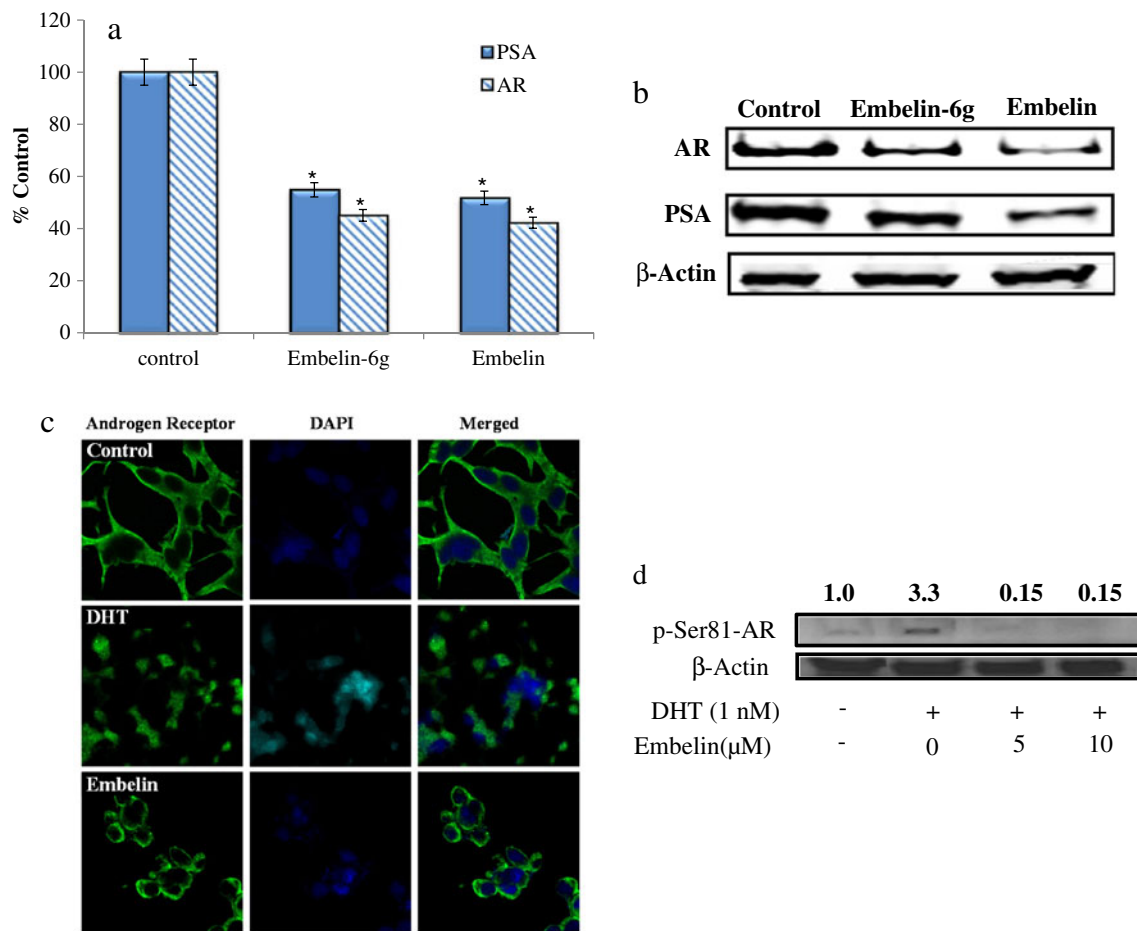 a
PSA
AR
% Control
120
100
80
60
40
20
0
*
*
*
*
control
Embelin-6g
Embelin
b
Control Embelin-6g Embelin
AR
PSA
β-Actin
c
Androgen Receptor DAPI Merged
Control
DHT
Embelin
d
1.0 3.3 0.15 0.15
p-Ser81-AR
β-Actin
DHT (1 nM) - + + +
Embelin(µM) - 0 5 10